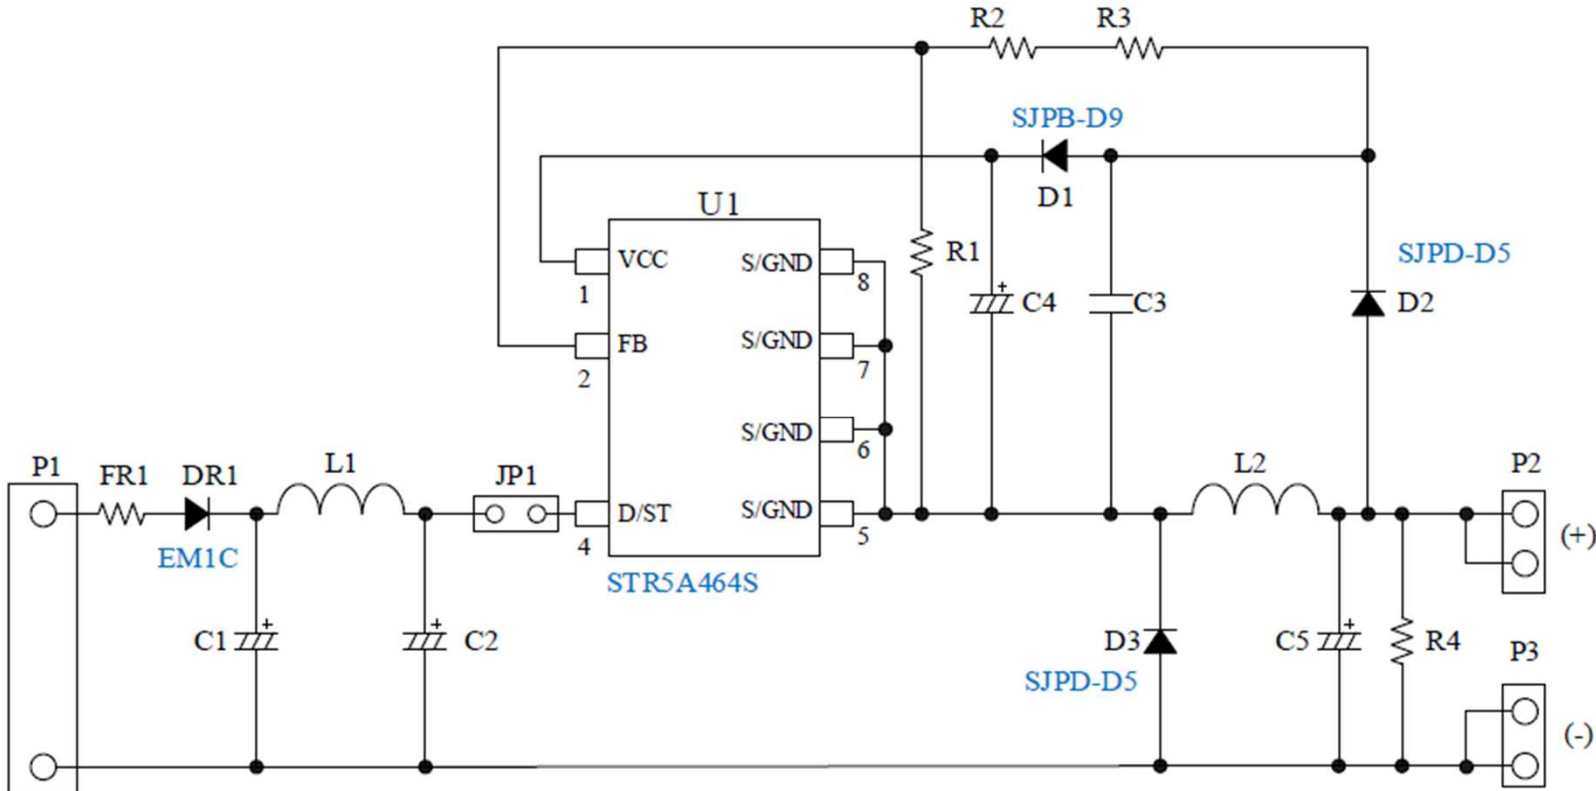 R2 R3
SJPB-D9
D1
U1
VCC S/GND
1 8
R1
SJPD-D5
+
C4 C3 D2
FB S/GND
2 7
S/GND
6
P1 FR1 DR1 L1 JP1 L2 P2
D/ST S/GND
4 5
(+)
EM1C
STR5A464S
+ + +
C1 C2 D3 C5 R4 P3
SJPD-D5
(-)